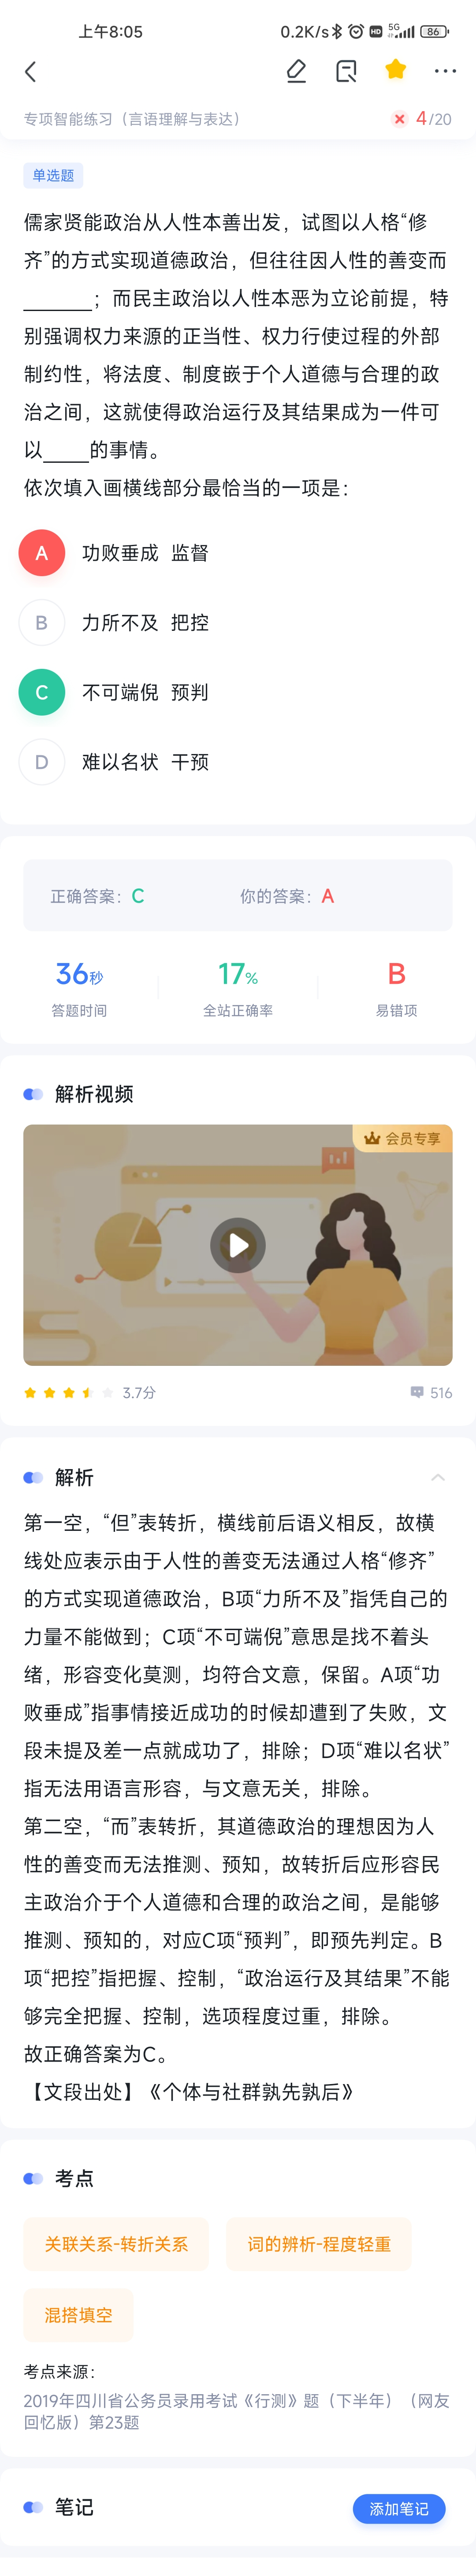 上午8:05 0.2K/s HD 5G 86
专项智能练习（言语理解与表达） 4/20
单选题
儒家贤能政治从人性本善出发，试图以人格“修
齐”的方式实现道德政治，但往往因人性的善变而
______；而民主政治以人性本恶为立论前提，特
别强调权力来源的正当性、权力行使过程的外部
制约性，将法度、制度嵌于个人道德与合理的政
治之间，这就使得政治运行及其结果成为一件可
以____的事情。
依次填入画横线部分最恰当的一项是：
A 功败垂成 监督
B 力所不及 把控
C 不可端倪 预判
D 难以名状 干预
正确答案：C 你的答案：A
36秒 17% B
答题时间 全站正确率 易错项
解析视频
会员专享
3.7分 516
解析
第一空，“但”表转折，横线前后语义相反，故横
线处应表示由于人性的善变无法通过人格“修齐”
的方式实现道德政治，B项“力所不及”指凭自己的
力量不能做到；C项“不可端倪”意思是找不着头
绪，形容变化莫测，均符合文意，保留。A项“功
败垂成”指事情接近成功的时候却遭到了失败，文
段未提及差一点就成功了，排除；D项“难以名状”
指无法用语言形容，与文意无关，排除。
第二空，“而”表转折，其道德政治的理想因为人
性的善变而无法推测、预知，故转折后应形容民
主政治介于个人道德和合理的政治之间，是能够
推测、预知的，对应C项“预判”，即预先判定。B
项“把控”指把握、控制，“政治运行及其结果”不能
够完全把握、控制，选项程度过重，排除。
故正确答案为C。
【文段出处】《个体与社群孰先孰后》
考点
关联关系-转折关系 词的辨析-程度轻重
混搭填空
考点来源：
2019年四川省公务员录用考试《行测》题（下半年）（网友
回忆版）第23题
笔记 添加笔记